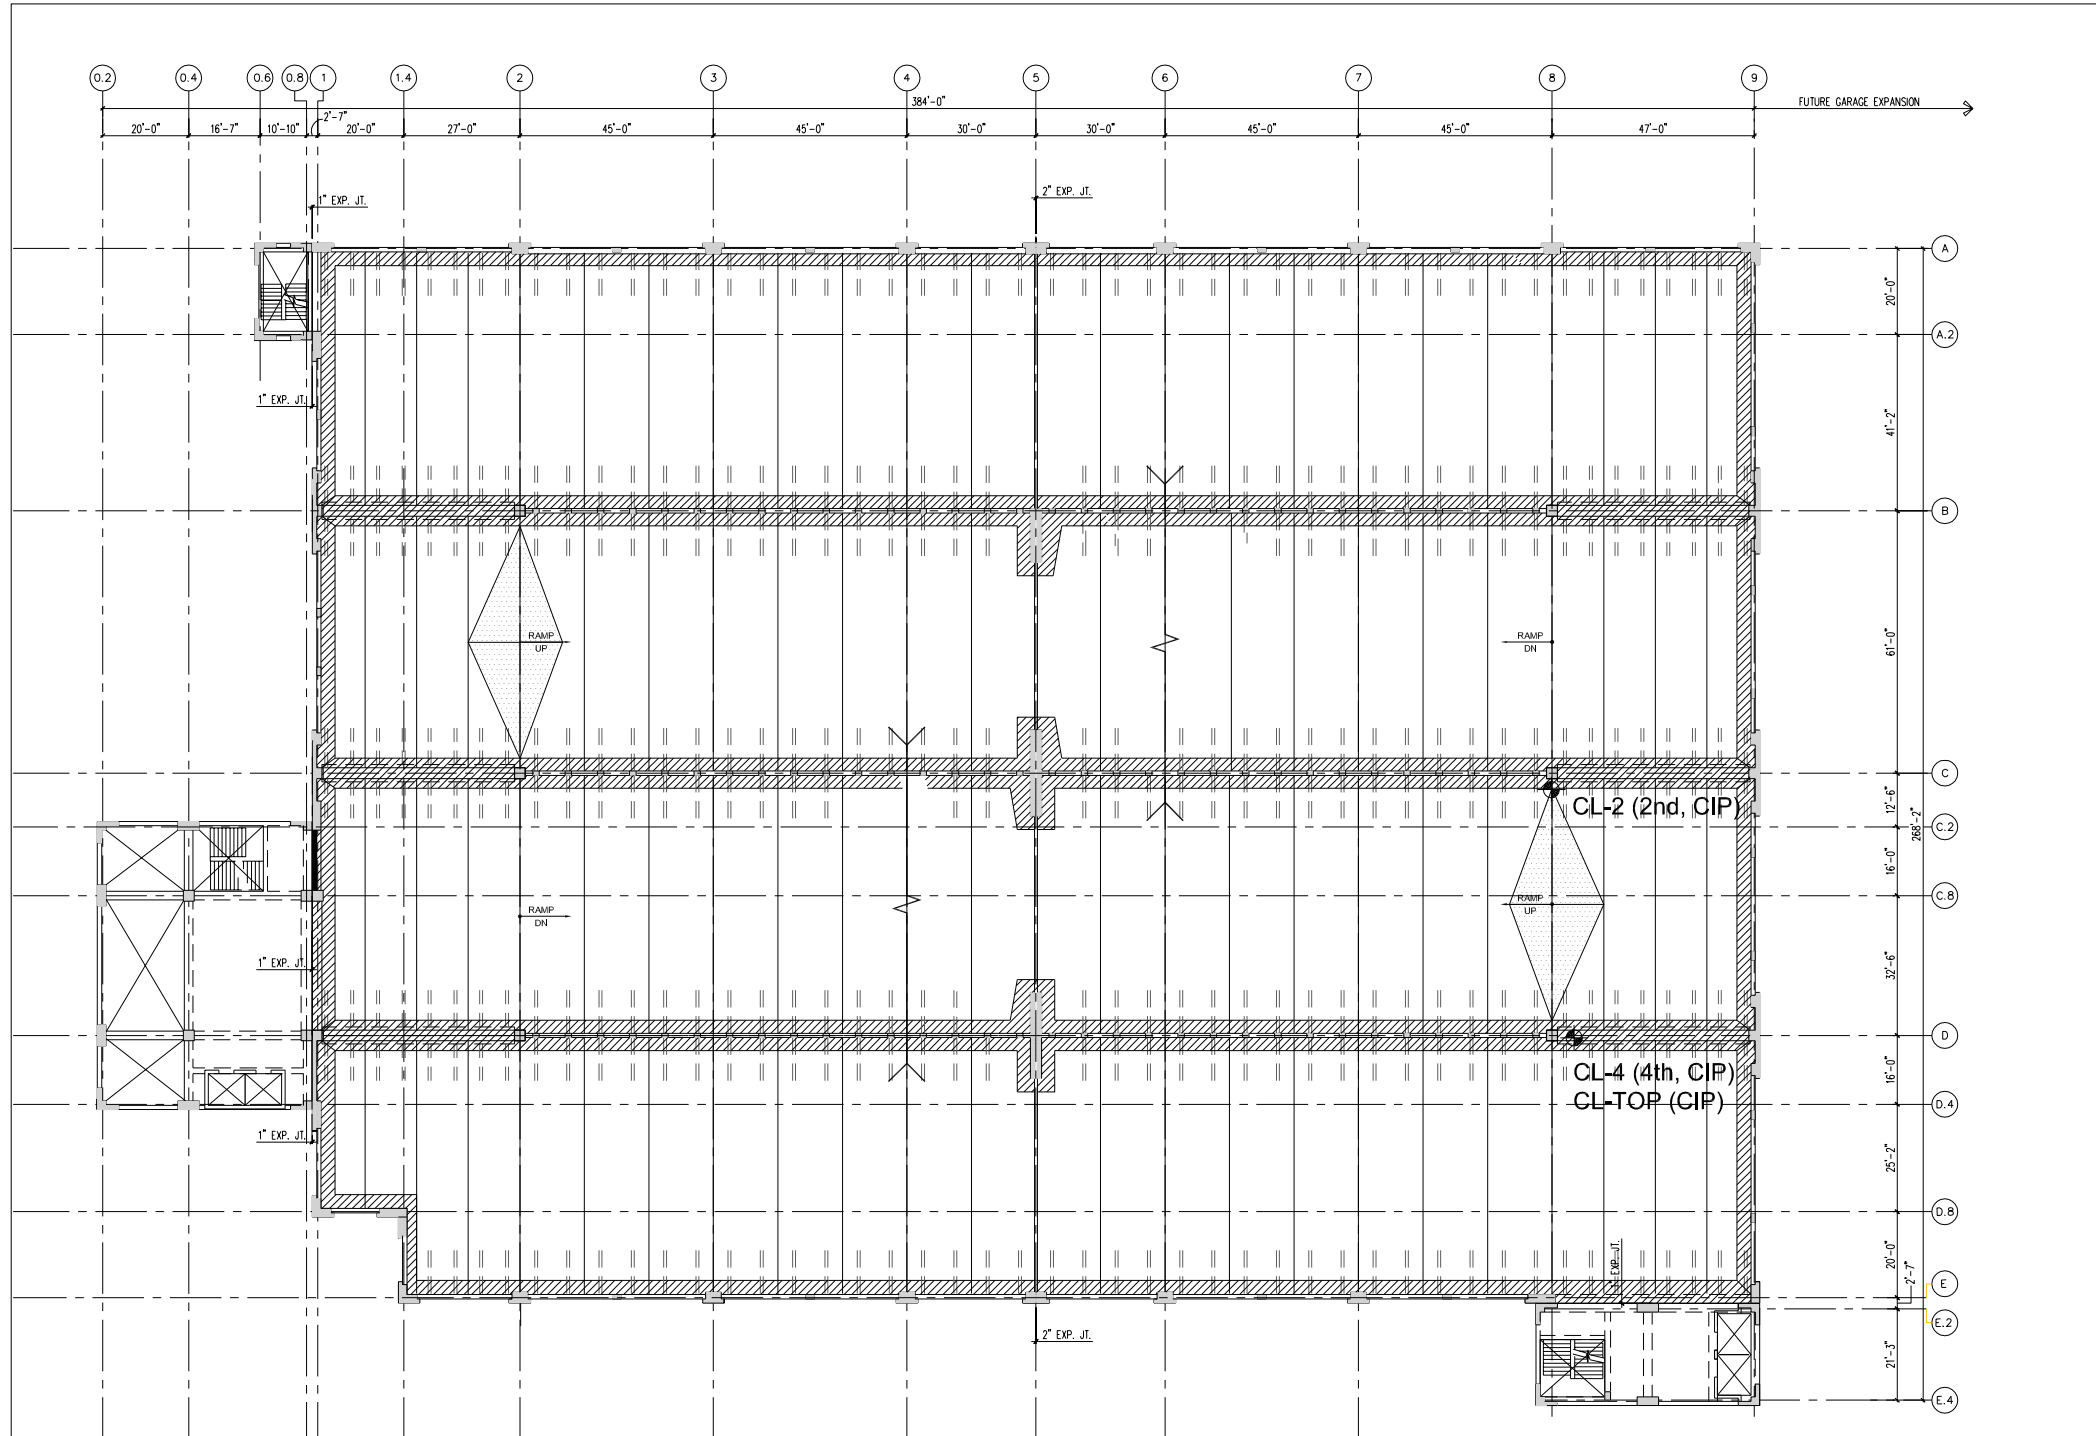 0.2 0.4 0.6 0.8 1 1.4 2 3 4 5 6 7 8 9
384'-0" FUTURE GARAGE EXPANSION
2'-7"
20'-0" 16'-7" 10'-10" 20'-0" 27'-0" 45'-0" 45'-0" 30'-0" 30'-0" 45'-0" 45'-0" 47'-0"
2" EXP. JT.
1" EXP. JT.
A
20'-0"
A.2
1" EXP. JT.
41'-2"
B
RAMP
UP
RAMP
DN
61'-0"
C
CL-2 (2nd, CIP)
12'-6"
C.2
268'-2"
16'-0"
C.8
RAMP
UP
RAMP
DN
1" EXP. JT.
32'-6"
D
CL-4 (4th, CIP)
CL-TOP (CIP)
16'-0"
D.4
1" EXP. JT.
25'-2"
D.8
1" EXP. JT.
20'-0"
2'-7"
E
E.2
2" EXP. JT.
21'-3"
E.4